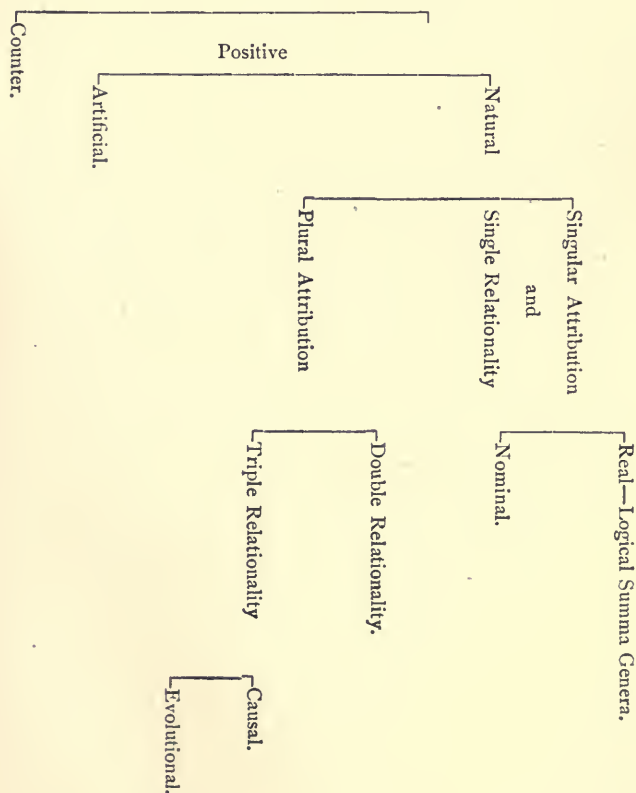 Positive
Counter.
Natural
Artificial.
Singular Attribution
and
Single Relationality
Plural Attribution
Real—Logical Summa Genera.
Nominal.
Double Relationality.
Triple Relationality
Causal.
Evolutional.